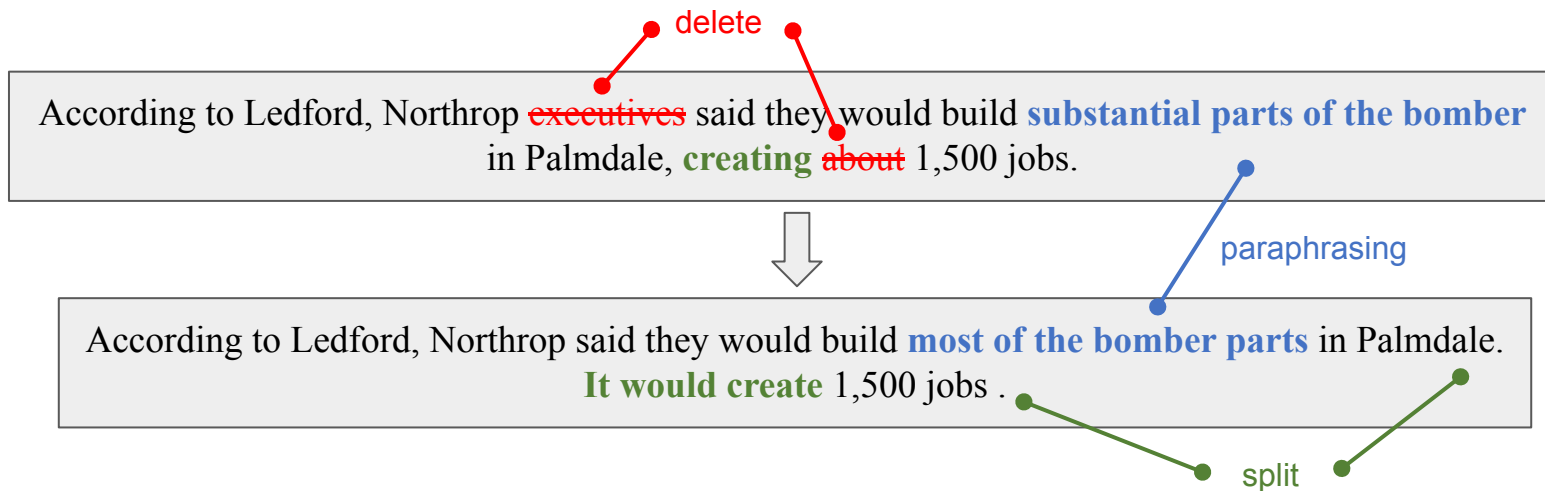 delete
According to Ledford, Northrop executives said they would build substantial parts of the bomber
in Palmdale, creating about 1,500 jobs.
paraphrasing
According to Ledford, Northrop said they would build most of the bomber parts in Palmdale.
It would create 1,500 jobs .
split